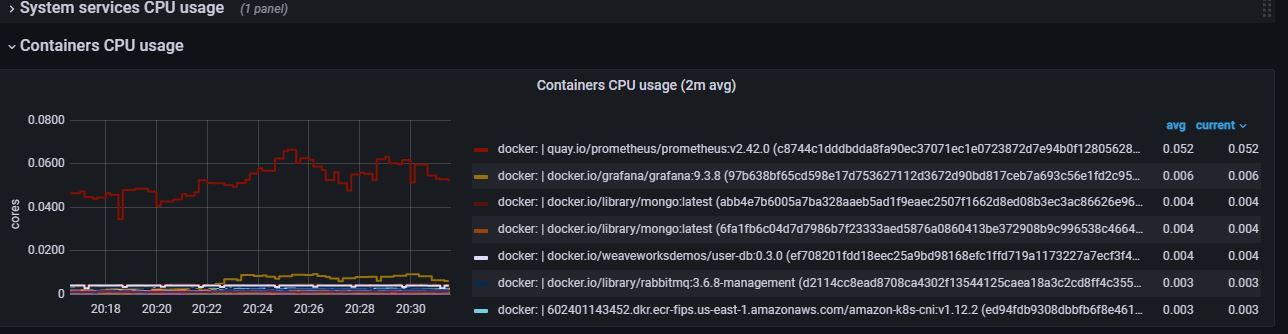 System services CPU usage (1 panel)
Containers CPU usage
Containers CPU usage (2m avg)
avg current
docker: | quay.io/prometheus/prometheus:v2.42.0 (c8744c1dddbdda8fa90ec37071ec1e0723872d7e94b0f12805628... 0.052 0.052
docker: | docker.io/grafana/grafana:9.3.8 (97b638bf65cd598e17d753627112d3672d90bd817ceb7a693c56e1fd2c95... 0.006 0.006
docker: | docker.io/library/mongo:latest (abb4e7b6005a7ba328aaeb5ad1f9eaec2507f1662d8ed08b3ec3ac86626e96... 0.004 0.004
docker: | docker.io/library/mongo:latest (6fa1fb6c04d7d7986b7f23333aed5876a0860413be372908b9c996538c4664... 0.004 0.004
docker: | docker.io/weaveworksdemos/user-db:0.3.0 (ef708201fdd18eec25a9bd98168efc1ffd719a1173227a7ecf3f4... 0.004 0.004
docker: | docker.io/library/rabbitmq:3.6.8-management (d2114cc8ead8708ca4302f13544125caea18a3c2cd8ff4c355... 0.003 0.003
docker: | 602401143452.dkr.ecr-fips.us-east-1.amazonaws.com/amazon-k8s-cni:v1.12.2 (ed94fdb9308dbbfb6f8e461... 0.003 0.003
cores
0.0800
0.0600
0.0400
0.0200
0
20:18 20:20 20:22 20:24 20:26 20:28 20:30